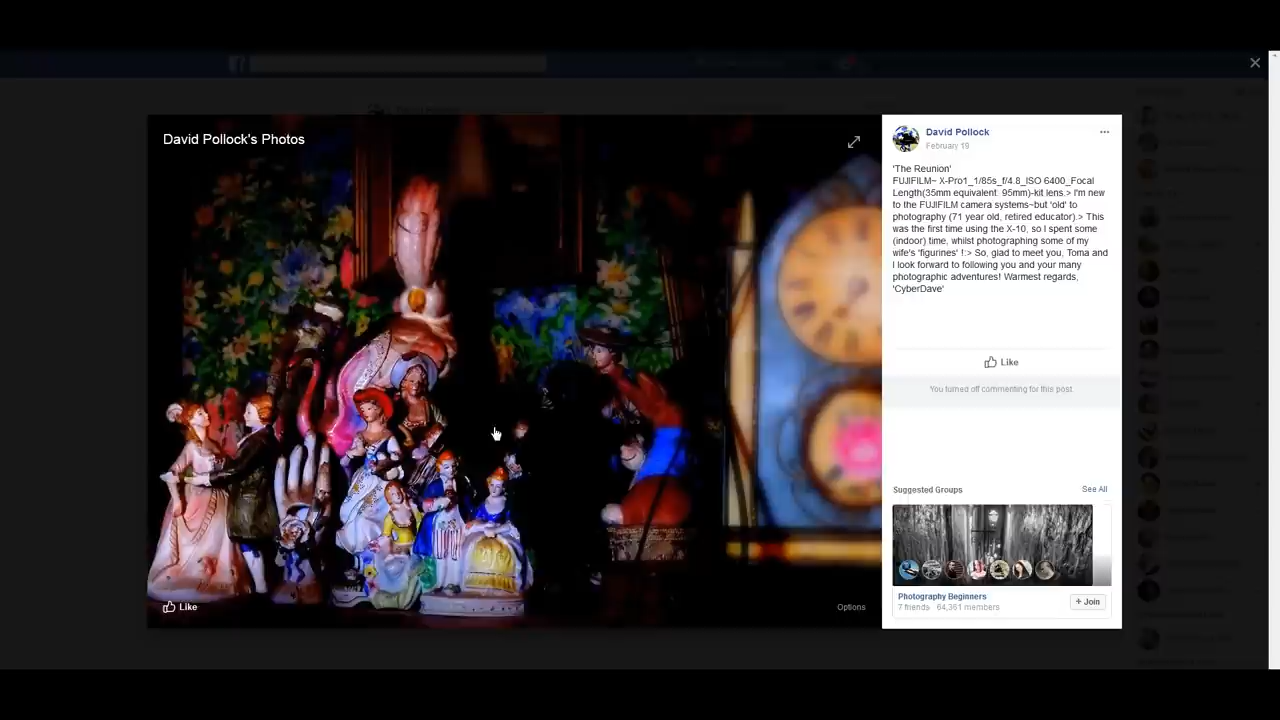 David Pollock's Photos
Like
Options
David Pollock
February 19
'The Reunion'
FUJIFILM~ X-Pro1_1/85s_f/4.8_ISO 6400_Focal
Length(35mm equivalent. 95mm)-kit lens.> I'm new
to the FUJIFILM camera systems~but 'old' to
photography (71 year old, retired educator).> This
was the first time using the X-10, so I spent some
(indoor) time, whilst photographing some of my
wife's 'figurines' !:> So, glad to meet you, Toma and
I look forward to following you and your many
photographic adventures! Warmest regards,
'CyberDave'
Like
You turned off commenting for this post.
Suggested Groups
See All
Photography Beginners
7 friends · 64,361 members
+ Join